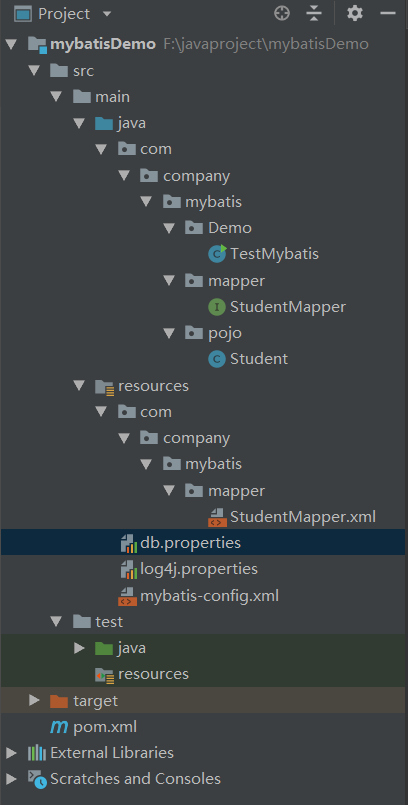 Project
mybatisDemo F:\javaproject\mybatisDemo
src
main
java
com
company
mybatis
Demo
TestMybatis
mapper
StudentMapper
pojo
Student
resources
com
company
mybatis
mapper
StudentMapper.xml
db.properties
log4j.properties
mybatis-config.xml
test
java
resources
target
pom.xml
External Libraries
Scratches and Consoles